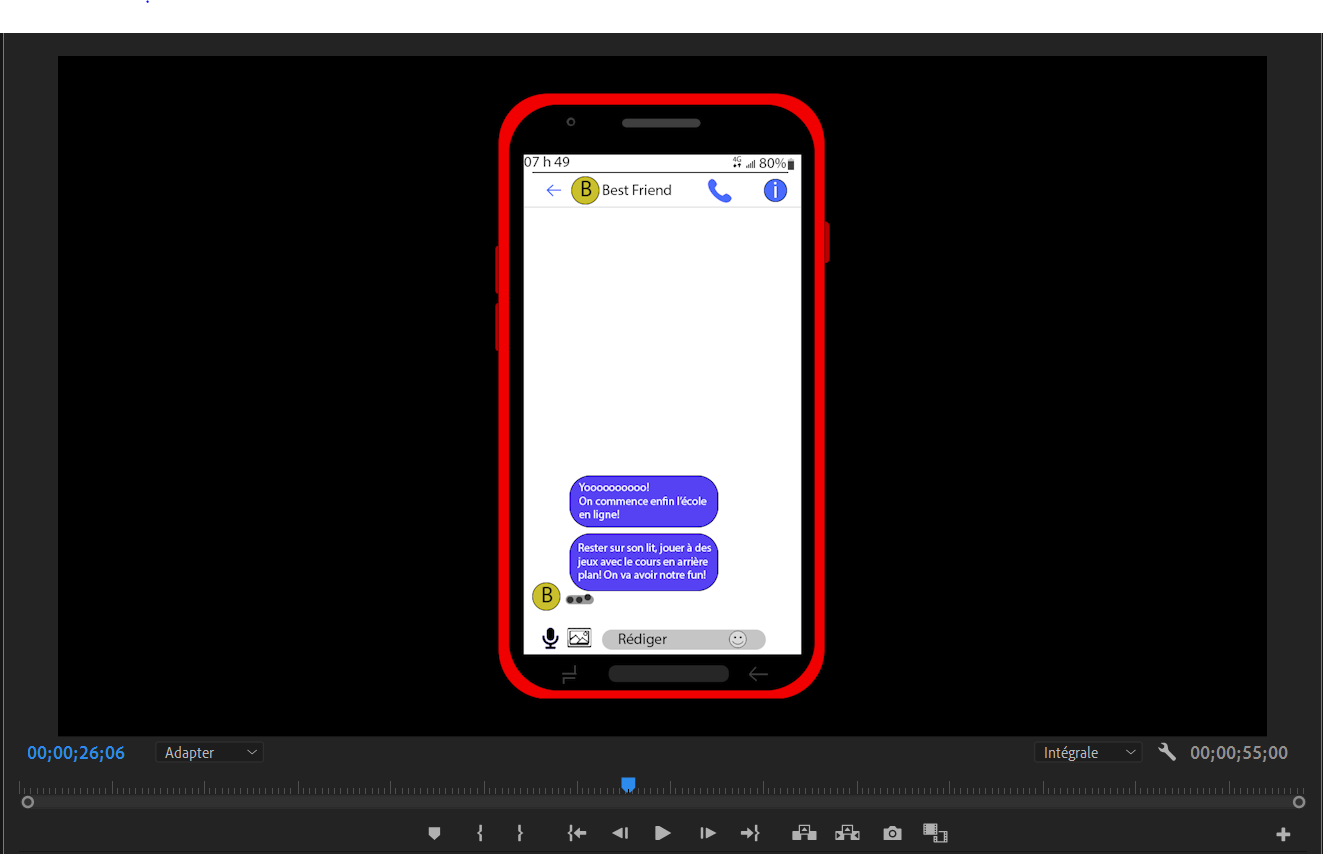 07 h 49 4G 80%
B Best Friend i
Yoooooooooo!
On commence enfin l'école
en ligne!
Rester sur son lit, jouer à des
jeux avec le cours en arrière
plan! On va avoir notre fun!
B
Rédiger
00;00;26;06 Adapter Intégrale 00;00;55;00